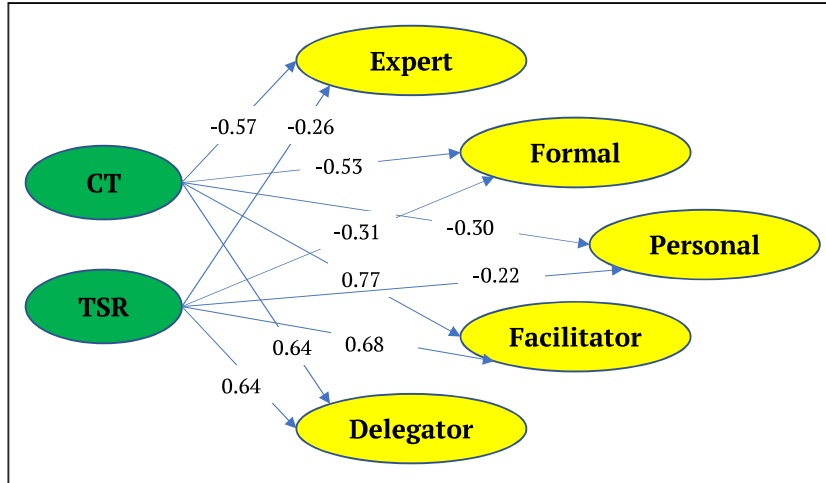 Expert
-0.57
-0.26
Formal
-0.53
CT
-0.31
-0.30
Personal
-0.22
TSR
0.77
Facilitator
0.64
0.68
0.64
Delegator